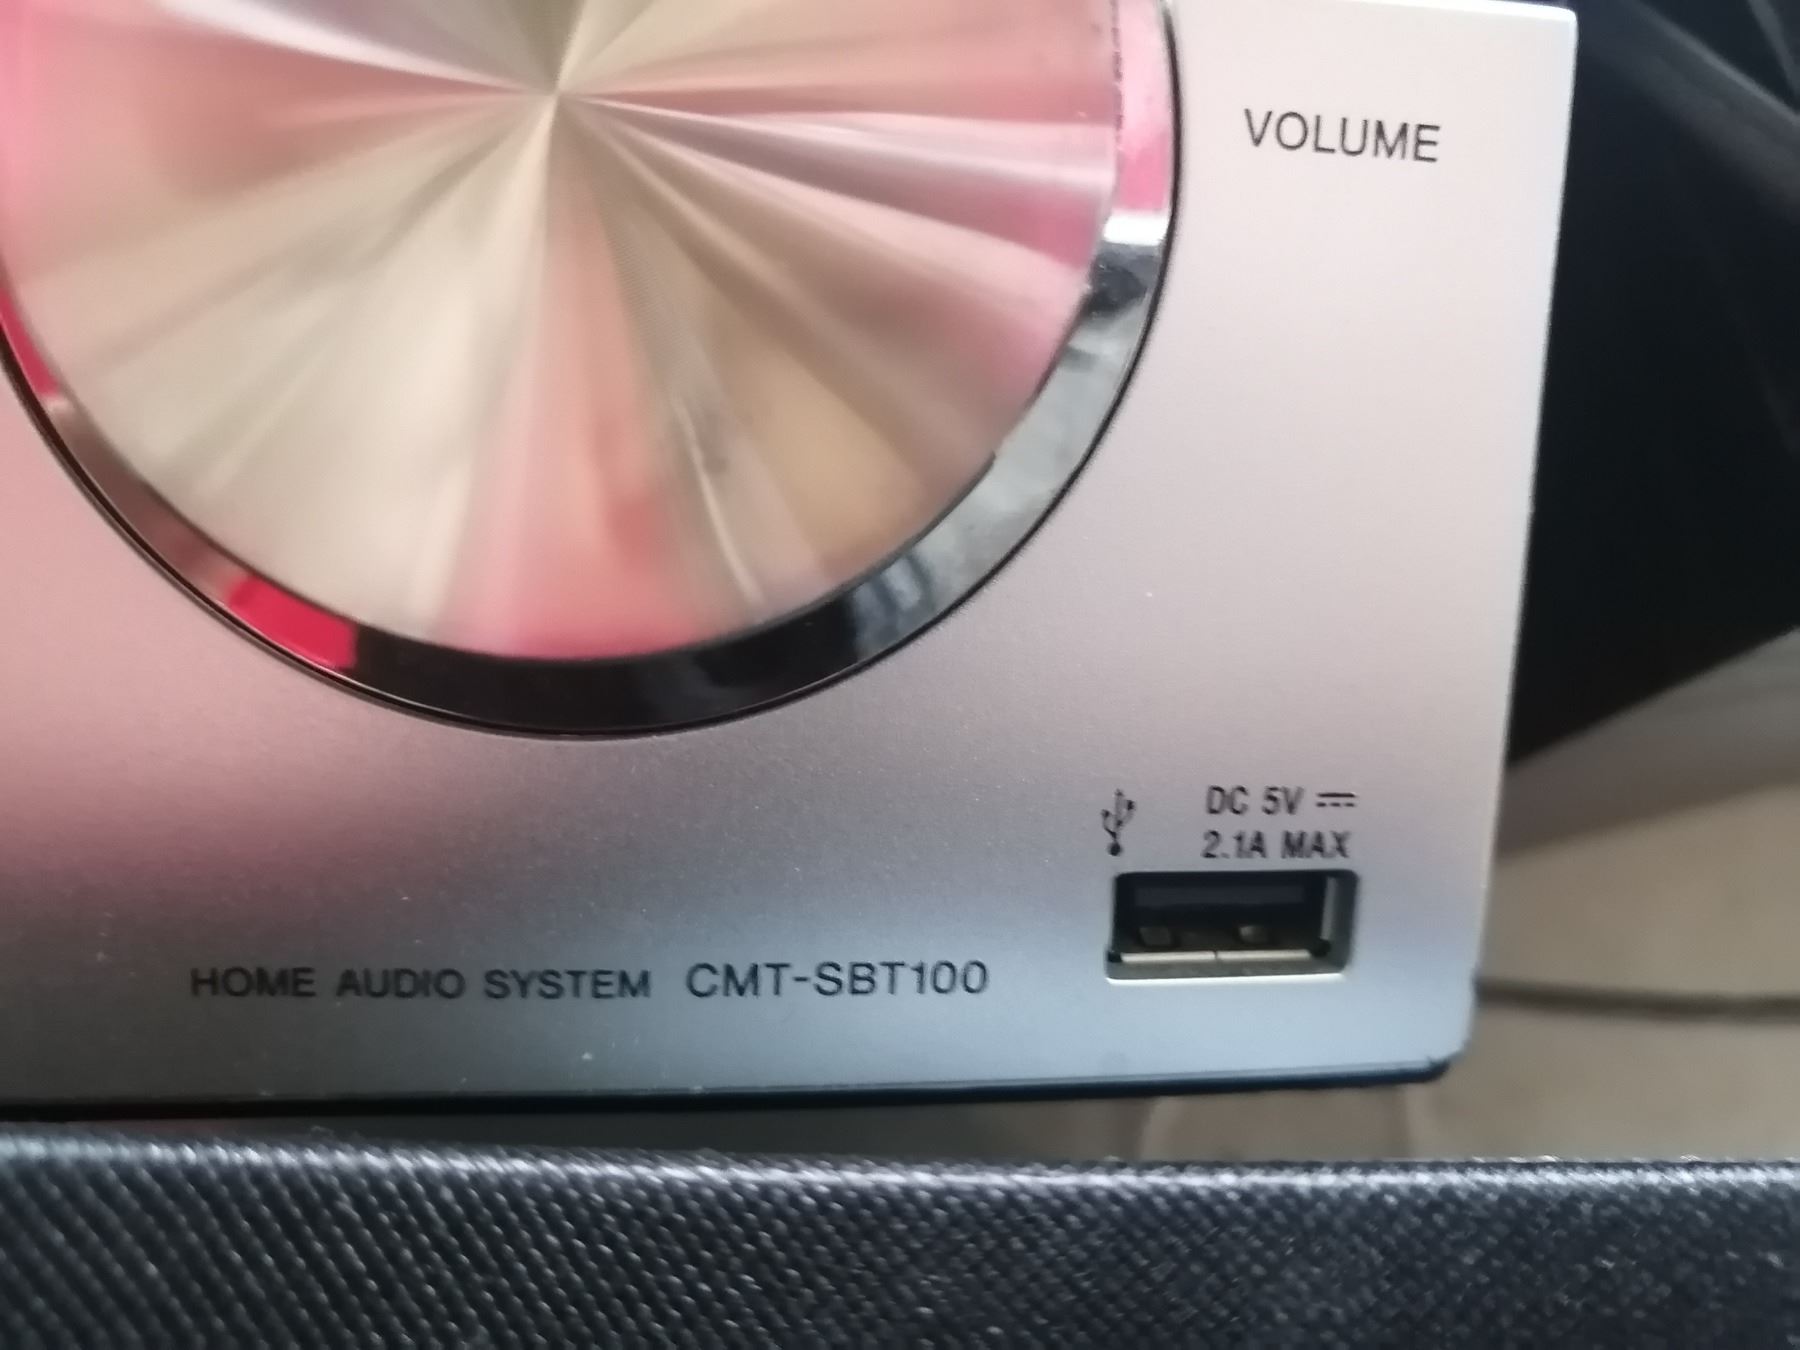 VOLUME
DC 5V ⎓
2.1A MAX
HOME AUDIO SYSTEM CMT-SBT100